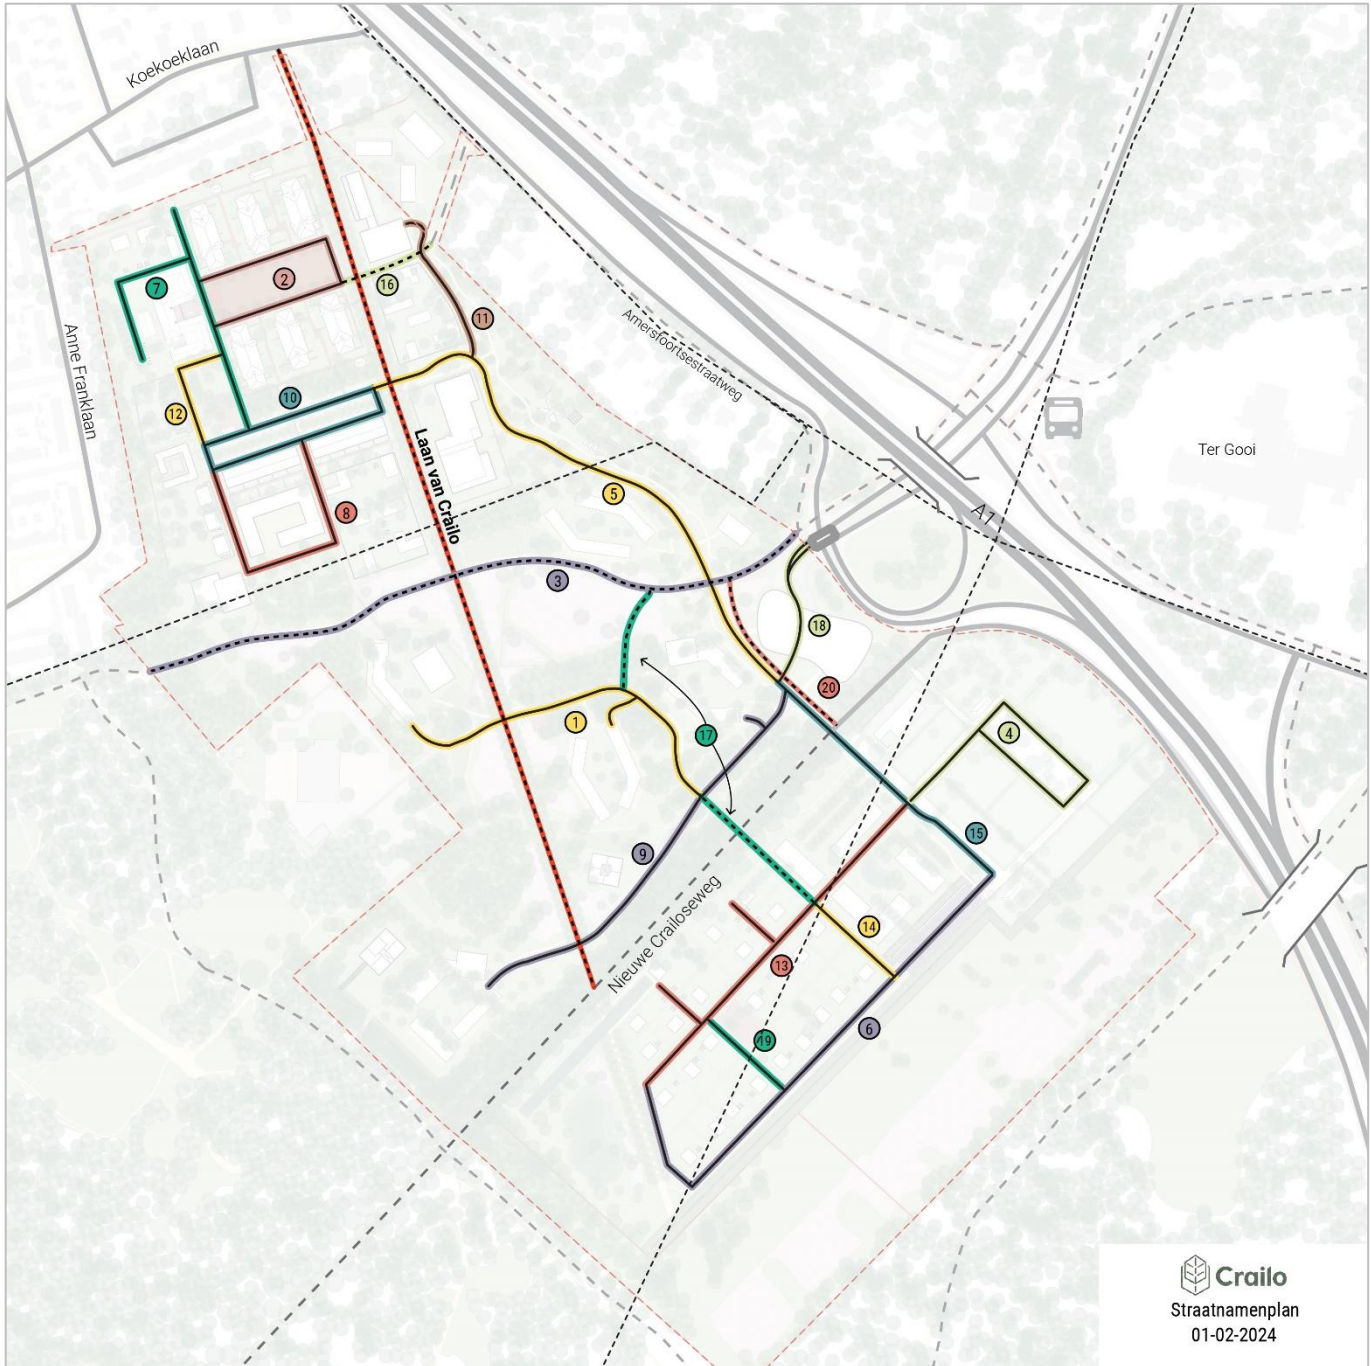 Koekoeklaan
7
2
16
11
Anne Franklaan
Amersfoortsestraatweg
12
10
Laan van Crailo
Ter Gooi
5
8
A1
3
18
20
1
17
4
9
15
Nieuwe Crailoseweg
14
13
6
19
Crailo
Straatnamenplan
01-02-2024